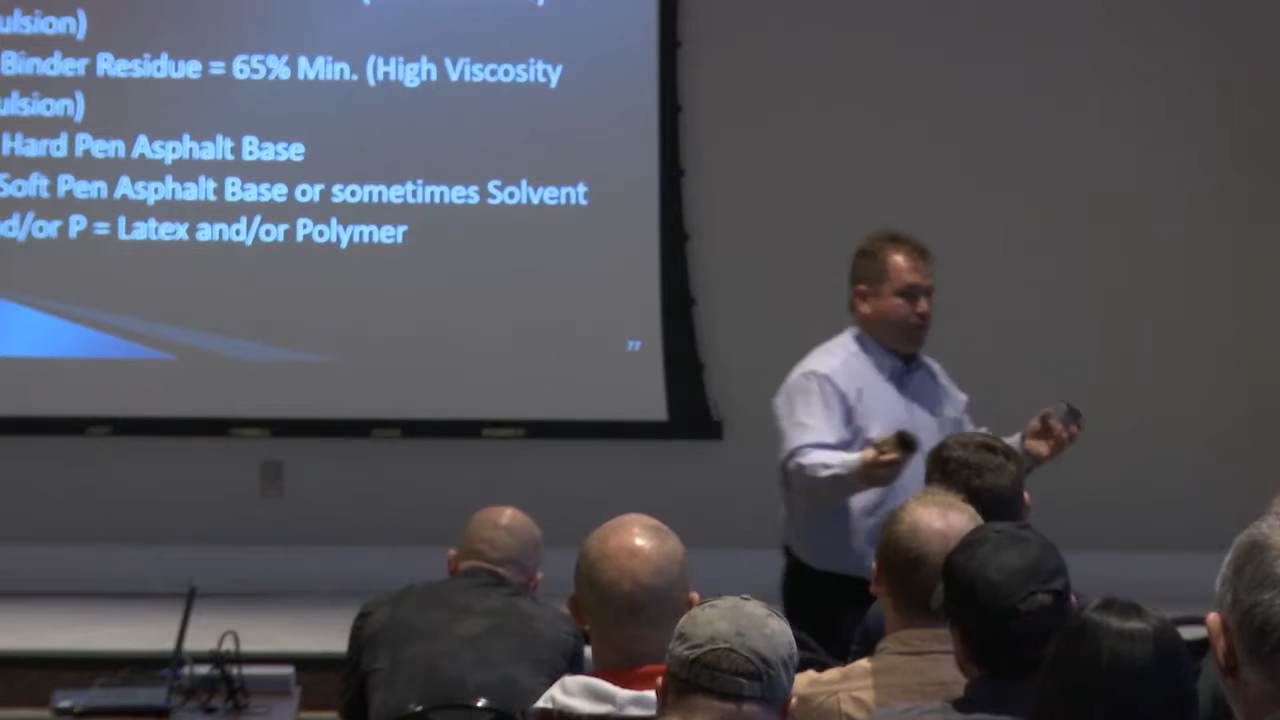 ulsion)
Binder Residue = 65% Min. (High Viscosity
ulsion)
Hard Pen Asphalt Base
Soft Pen Asphalt Base or sometimes Solvent
d/or P = Latex and/or Polymer
77